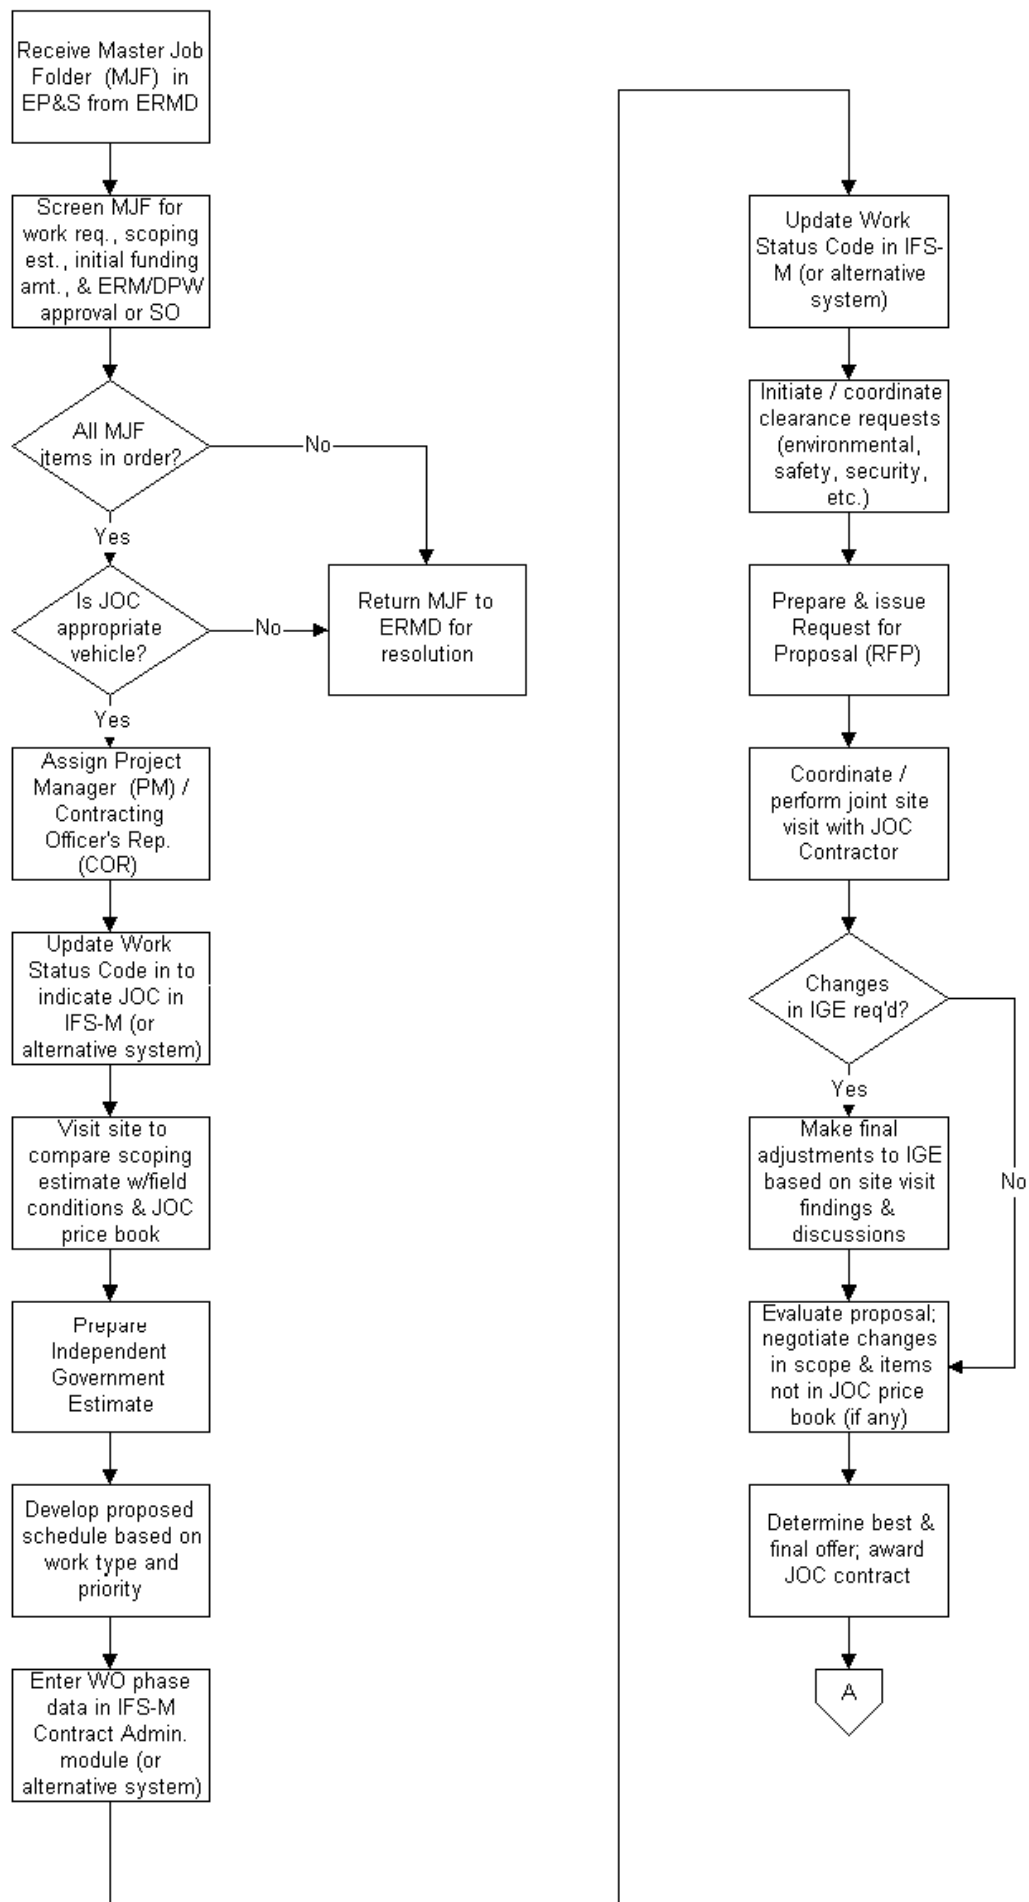 Receive Master Job
Folder (MJF) in
EP&S from ERMD
Screen MJF for
work req., scoping
est., initial funding
amt., & ERM/DPW
approval or SO
All MJF
items in order?
No
Yes
Is JOC
appropriate
vehicle?
No
Return MJF to
ERMD for
resolution
Yes
Assign Project
Manager (PM) /
Contracting
Officer's Rep.
(COR)
Update Work
Status Code in to
indicate JOC in
IFS-M (or
alternative system)
Visit site to
compare scoping
estimate w/field
conditions & JOC
price book
Prepare
Independent
Government
Estimate
Develop proposed
schedule based on
work type and
priority
Enter WO phase
data in IFS-M
Contract Admin.
module (or
alternative system)
Update Work
Status Code in IFS-
M (or alternative
system)
Initiate / coordinate
clearance requests
(environmental,
safety, security,
etc.)
Prepare & issue
Request for
Proposal (RFP)
Coordinate /
perform joint site
visit with JOC
Contractor
Changes
in IGE req'd?
Yes
No
Make final
adjustments to IGE
based on site visit
findings &
discussions
Evaluate proposal;
negotiate changes
in scope & items
not in JOC price
book (if any)
Determine best &
final offer; award
JOC contract
A